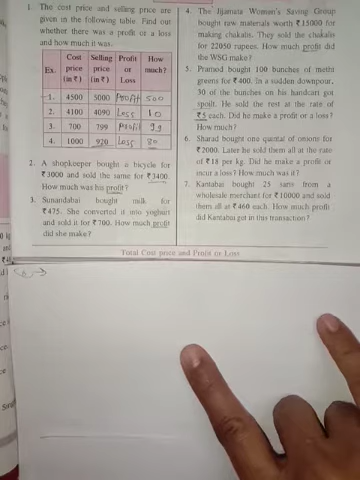 1. The cost price and selling price are
given in the following table. Find out
whether there was a profit or a loss
and how much it was.
Ex. Cost price (in ₹) Selling price (in ₹) Profit or Loss How much?
1. 4500 5000 Profit 500
2. 4100 4090 Loss 10
3. 700 799 Profit 99
4. 1000 920 Loss 80
2. A shopkeeper bought a bicycle for
₹3000 and sold the same for ₹3400.
How much was his profit?
3. Sunandabai bought milk for
₹475. She converted it into yoghurt
and sold it for ₹700. How much profit
did she make?
4. The Jijamata Women's Saving Group
bought raw materials worth ₹15000 for
making chakalis. They sold the chakalis
for 22050 rupees. How much profit did
the WSG make?
5. Pramod bought 100 bunches of methi
greens for ₹400. In a sudden downpour,
30 of the bunches on his handcart got
spoilt. He sold the rest at the rate of
₹5 each. Did he make a profit or a loss?
How much?
6. Sharad bought one quintal of onions for
₹2000. Later he sold them all at the rate
of ₹18 per kg. Did he make a profit or
incur a loss? How much was it?
7. Kantabai bought 25 saris from a
wholesale merchant for ₹10000 and sold
them all at ₹460 each. How much profit
did Kantabai get in this transaction?
Total Cost price and Profit or Loss